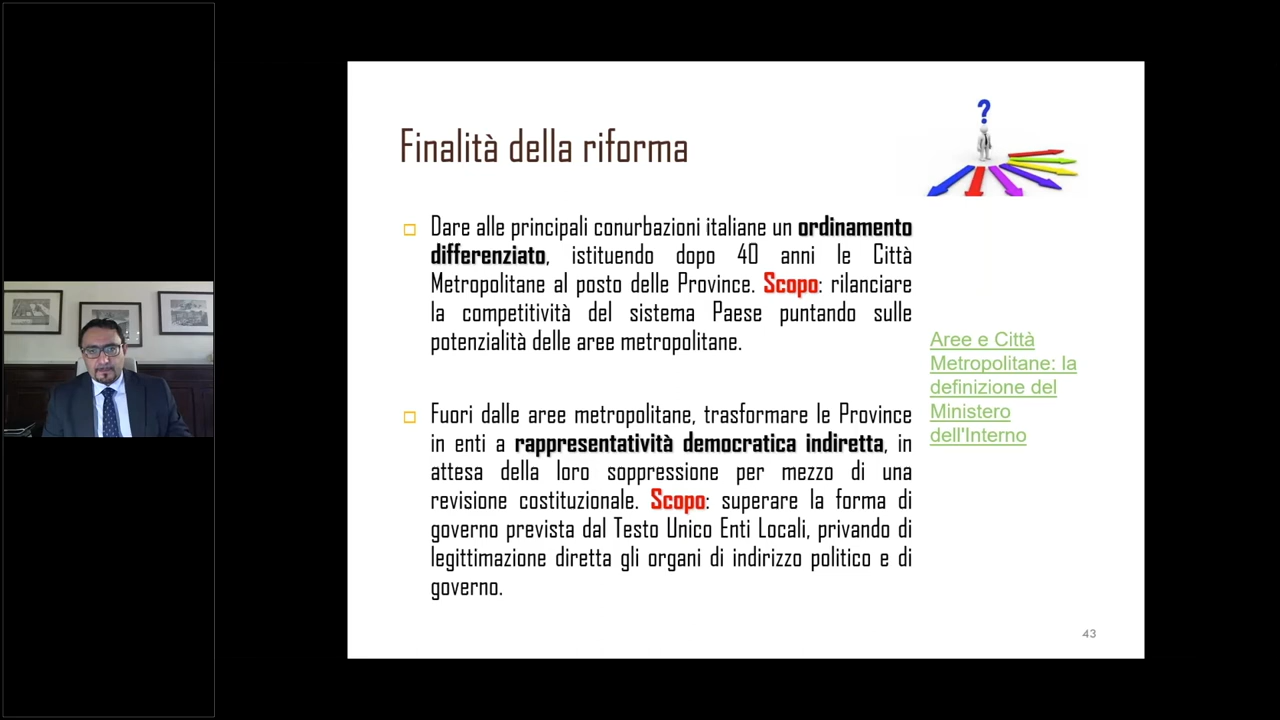 ?
Finalità della riforma
Dare alle principali conurbazioni italiane un ordinamento
differenziato, istituendo dopo 40 anni le Città
Metropolitane al posto delle Province. Scopo: rilanciare
la competitività del sistema Paese puntando sulle
potenzialità delle aree metropolitane.
Fuori dalle aree metropolitane, trasformare le Province
in enti a rappresentatività democratica indiretta, in
attesa della loro soppressione per mezzo di una
revisione costituzionale. Scopo: superare la forma di
governo prevista dal Testo Unico Enti Locali, privando di
legittimazione diretta gli organi di indirizzo politico e di
governo.
Aree e Città
Metropolitane: la
definizione del
Ministero
dell'Interno
43